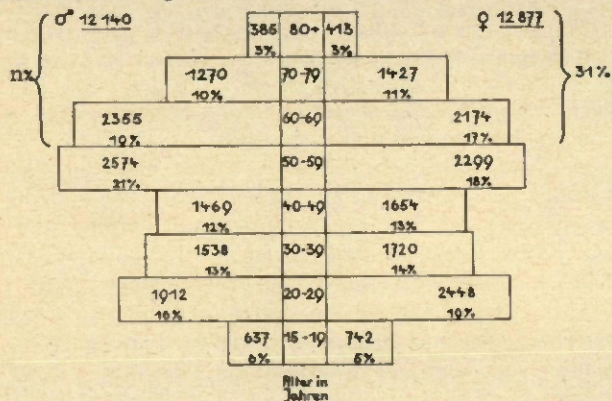 ♂ 12 140 385 80+ 413 ♀ 12 877
3% 3%
n% 1270 70-79 1427 31%
10% 11%
2355 60-69 2174
19% 17%
2574 50-59 2299
21% 18%
1469 40-49 1654
12% 13%
1538 30-39 1720
13% 14%
1912 20-29 2448
16% 19%
637 15-19 742
6% 6%
Alter in
Jahren